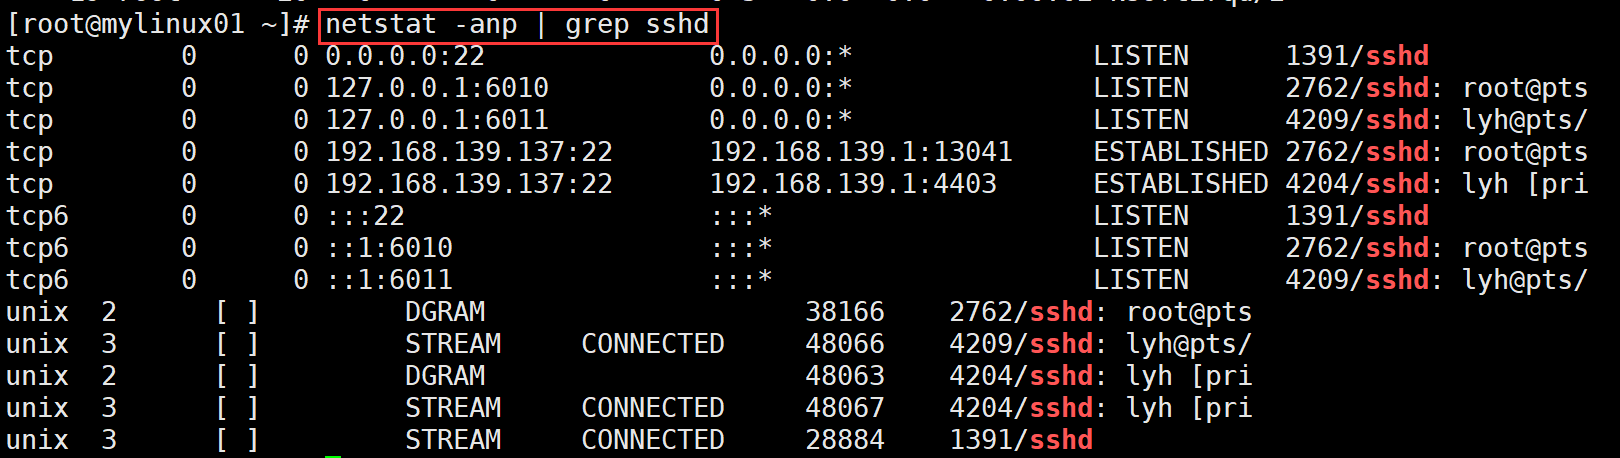 [root@mylinux01 ~]# netstat -anp | grep sshd
tcp        0      0 0.0.0.0:22              0.0.0.0:*               LISTEN      1391/sshd
tcp        0      0 127.0.0.1:6010          0.0.0.0:*               LISTEN      2762/sshd: root@pts
tcp        0      0 127.0.0.1:6011          0.0.0.0:*               LISTEN      4209/sshd: lyh@pts/
tcp        0      0 192.168.139.137:22      192.168.139.1:13041     ESTABLISHED 2762/sshd: root@pts
tcp        0      0 192.168.139.137:22      192.168.139.1:4403      ESTABLISHED 4204/sshd: lyh [pri
tcp6       0      0 :::22                   :::*                    LISTEN      1391/sshd
tcp6       0      0 ::1:6010                :::*                    LISTEN      2762/sshd: root@pts
tcp6       0      0 ::1:6011                :::*                    LISTEN      4209/sshd: lyh@pts/
unix  2      [ ]         DGRAM                    38166    2762/sshd: root@pts
unix  3      [ ]         STREAM     CONNECTED     48066    4209/sshd: lyh@pts/
unix  2      [ ]         DGRAM                    48063    4204/sshd: lyh [pri
unix  3      [ ]         STREAM     CONNECTED     48067    4204/sshd: lyh [pri
unix  3      [ ]         STREAM     CONNECTED     28884    1391/sshd